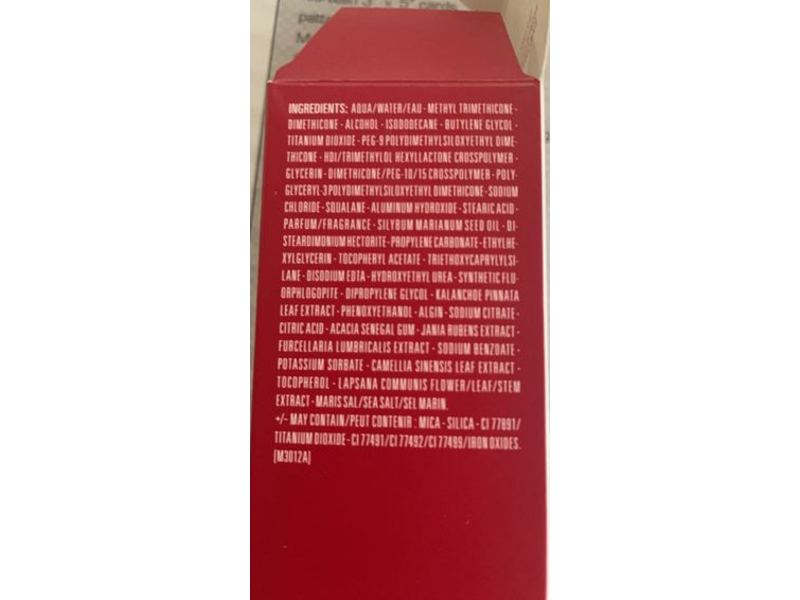 3" × 5" cards
INGREDIENTS: AQUA/WATER/EAU - METHYL TRIMETHICONE -
DIMETHICONE - ALCOHOL - ISODODECANE - BUTYLENE GLYCOL -
TITANIUM DIOXIDE - PEG-9 POLYDIMETHYLSILOXYETHYL DIME-
THICONE - HDI/TRIMETHYLOL HEXYLLACTONE CROSSPOLYMER -
GLYCERIN - DIMETHICONE/PEG-10/15 CROSSPOLYMER - POLY-
GLYCERYL-3 POLYDIMETHYLSILOXYETHYL DIMETHICONE - SODIUM
CHLORIDE - SQUALANE - ALUMINUM HYDROXIDE - STEARIC ACID -
PARFUM/FRAGRANCE - SILYBUM MARIANUM SEED OIL - DI-
STEARDIMONIUM HECTORITE - PROPYLENE CARBONATE - ETHYLHE-
XYLGLYCERIN - TOCOPHERYL ACETATE - TRIETHOXYCAPRYLYLSI-
LANE - DISODIUM EDTA - HYDROXYETHYL UREA - SYNTHETIC FLU-
ORPHLOGOPITE - DIPROPYLENE GLYCOL - KALANCHOE PINNATA
LEAF EXTRACT - PHENOXYETHANOL - ALGIN - SODIUM CITRATE -
CITRIC ACID - ACACIA SENEGAL GUM - JANIA RUBENS EXTRACT -
FURCELLARIA LUMBRICALIS EXTRACT - SODIUM BENZOATE -
POTASSIUM SORBATE - CAMELLIA SINENSIS LEAF EXTRACT -
TOCOPHEROL - LAPSANA COMMUNIS FLOWER/LEAF/STEM
EXTRACT - MARIS SAL/SEA SALT/SEL MARIN.
+/- MAY CONTAIN/PEUT CONTENIR : MICA - SILICA - CI 77891/
TITANIUM DIOXIDE - CI 77491/CI 77492/CI 77499/IRON OXIDES.
(M3012A)